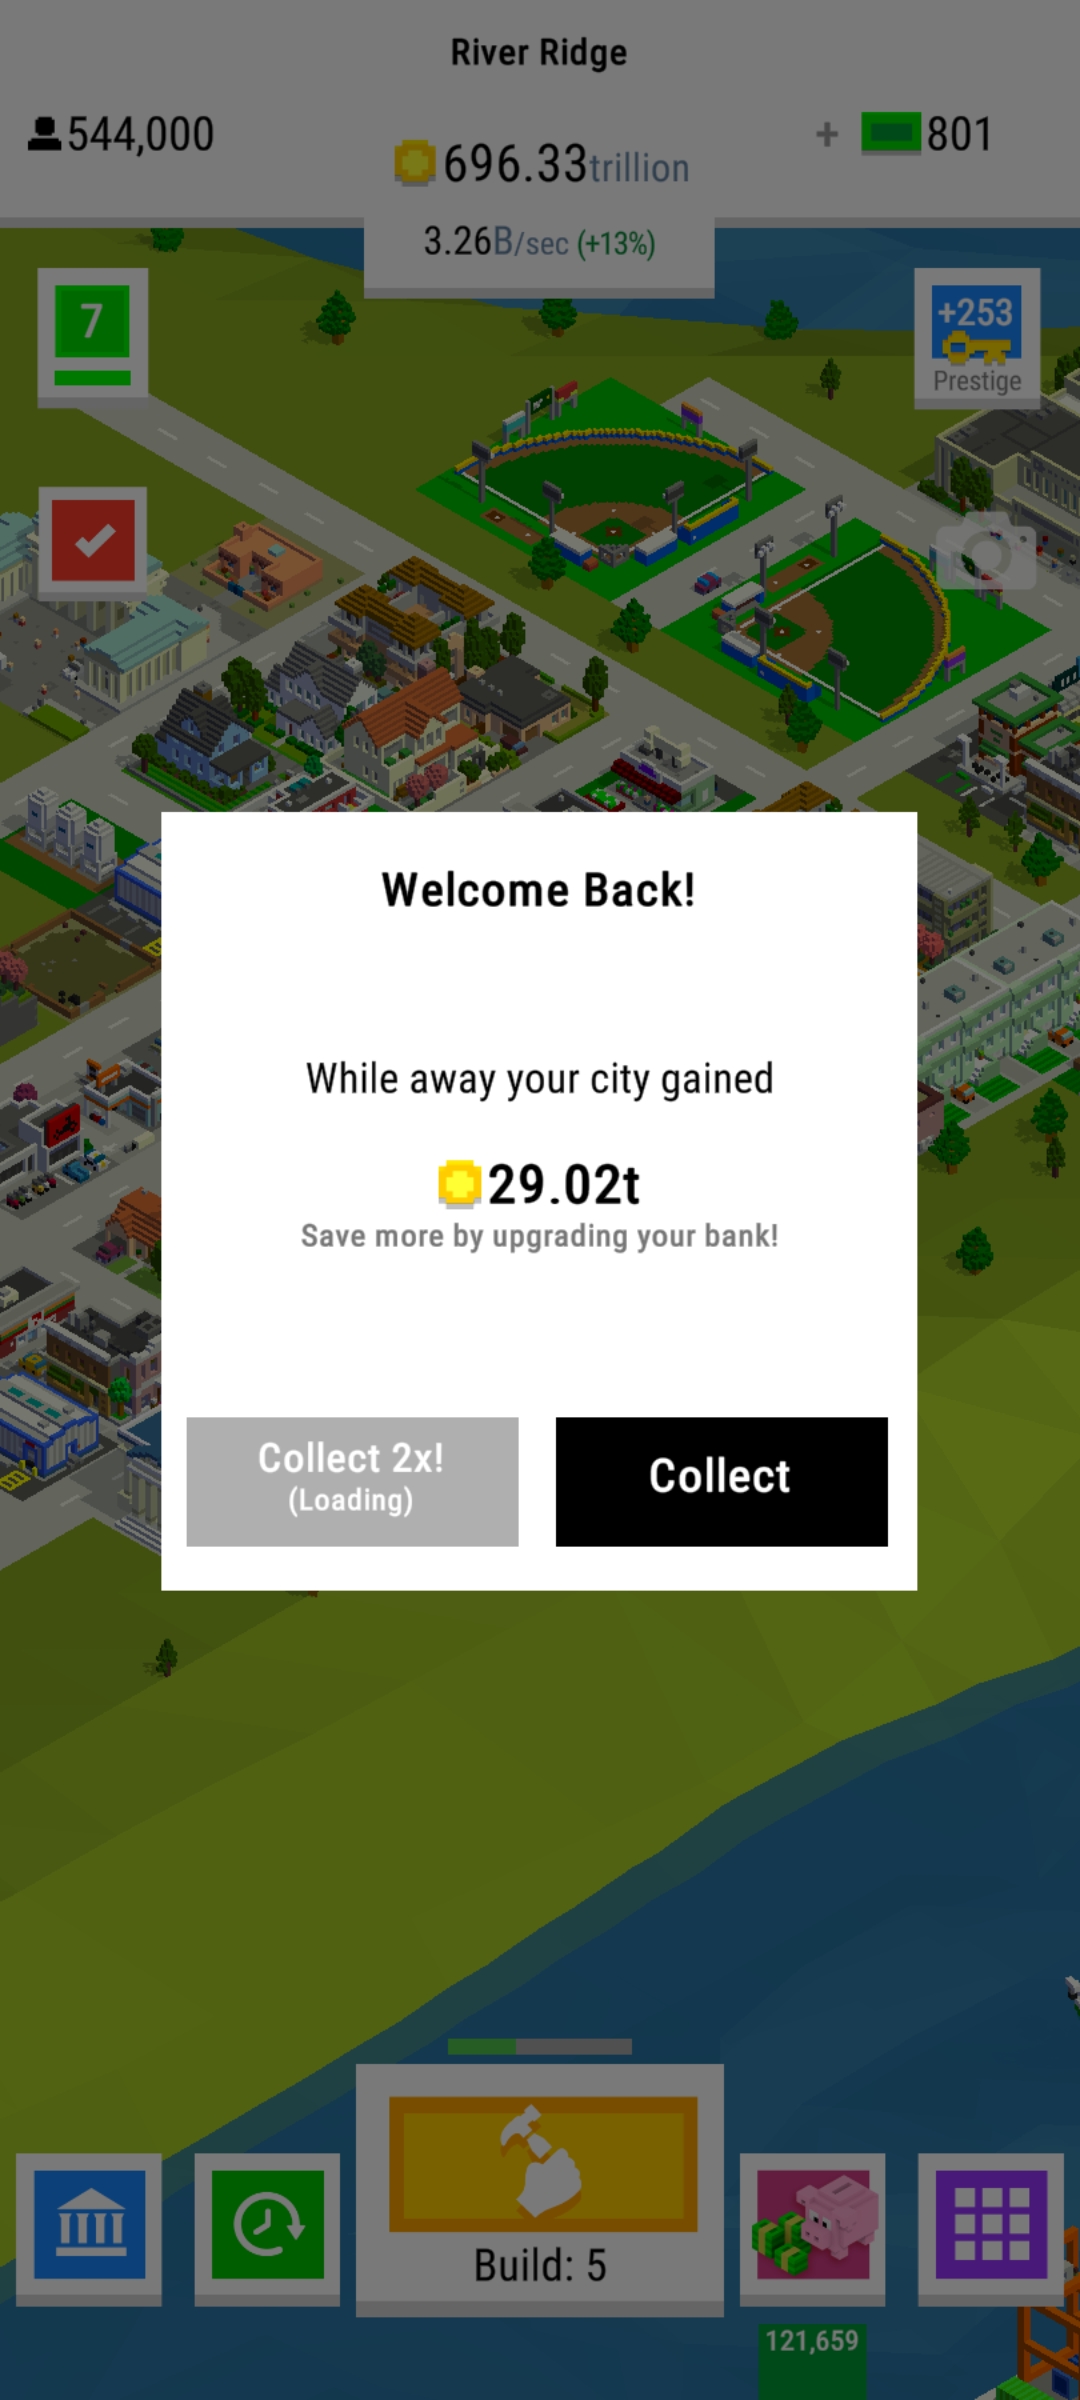 River Ridge
544,000
696.33trillion
+ 801
3.26B/sec (+13%)
7
+253
Prestige
Welcome Back!
While away your city gained
29.02t
Save more by upgrading your bank!
Collect 2x!
(Loading)
Collect
Build: 5
121,659